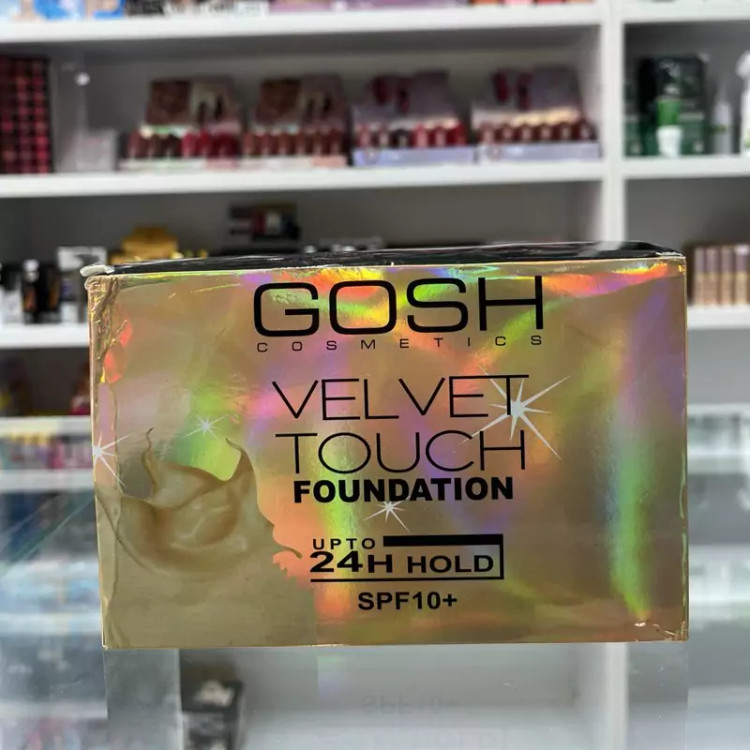 GOSH
COSMETICS
VELVET
TOUCH
FOUNDATION
UPTO
24H HOLD
SPF10+